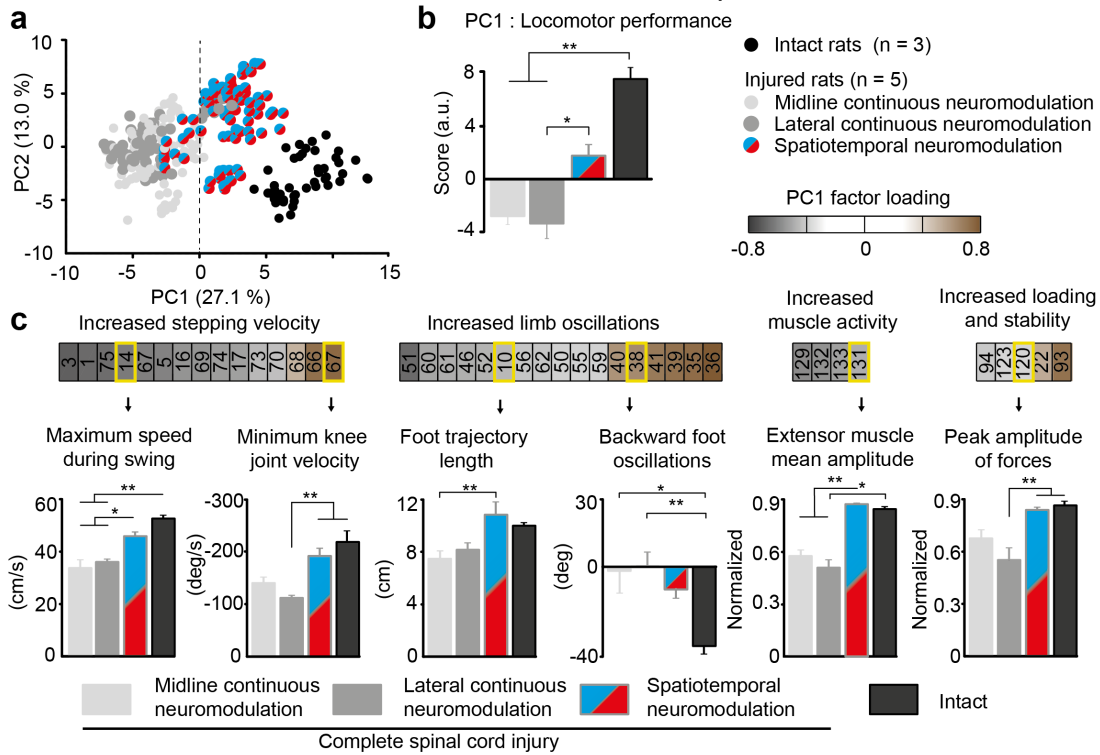 a
10
5
0
-5
-10
PC2 (13.0 %)
-10
-5
0
5
15
PC1 (27.1 %)
b
PC1 : Locomotor performance
**
*
8
4
0
-4
Score (a.u.)
Intact rats (n = 3)
Injured rats (n = 5)
Midline continuous neuromodulation
Lateral continuous neuromodulation
Spatiotemporal neuromodulation
PC1 factor loading
-0.8
0
0.8
c
Increased stepping velocity
3 1 75 14 67 5 16 69 74 17 73 70 68 66 67
Increased limb oscillations
51 60 61 46 52 10 56 62 50 55 59 40 38 41 39 35 36
Increased
muscle activity
129 132 133 131
Increased loading
and stability
94 123 120 22 93
Maximum speed
during swing
**
*
60
40
20
0
(cm/s)
Minimum knee
joint velocity
**
-300
-200
-100
0
(deg/s)
Foot trajectory
length
**
12
8
4
0
(cm)
Backward foot
oscillations
*
**
30
0
-40
(deg)
Extensor muscle
mean amplitude
**
*
0.9
0.6
0.3
0
Normalized
Peak amplitude
of forces
**
0.9
0.6
0.3
0
Normalized
Midline continuous
neuromodulation
Lateral continuous
neuromodulation
Spatiotemporal
neuromodulation
Intact
Complete spinal cord injury